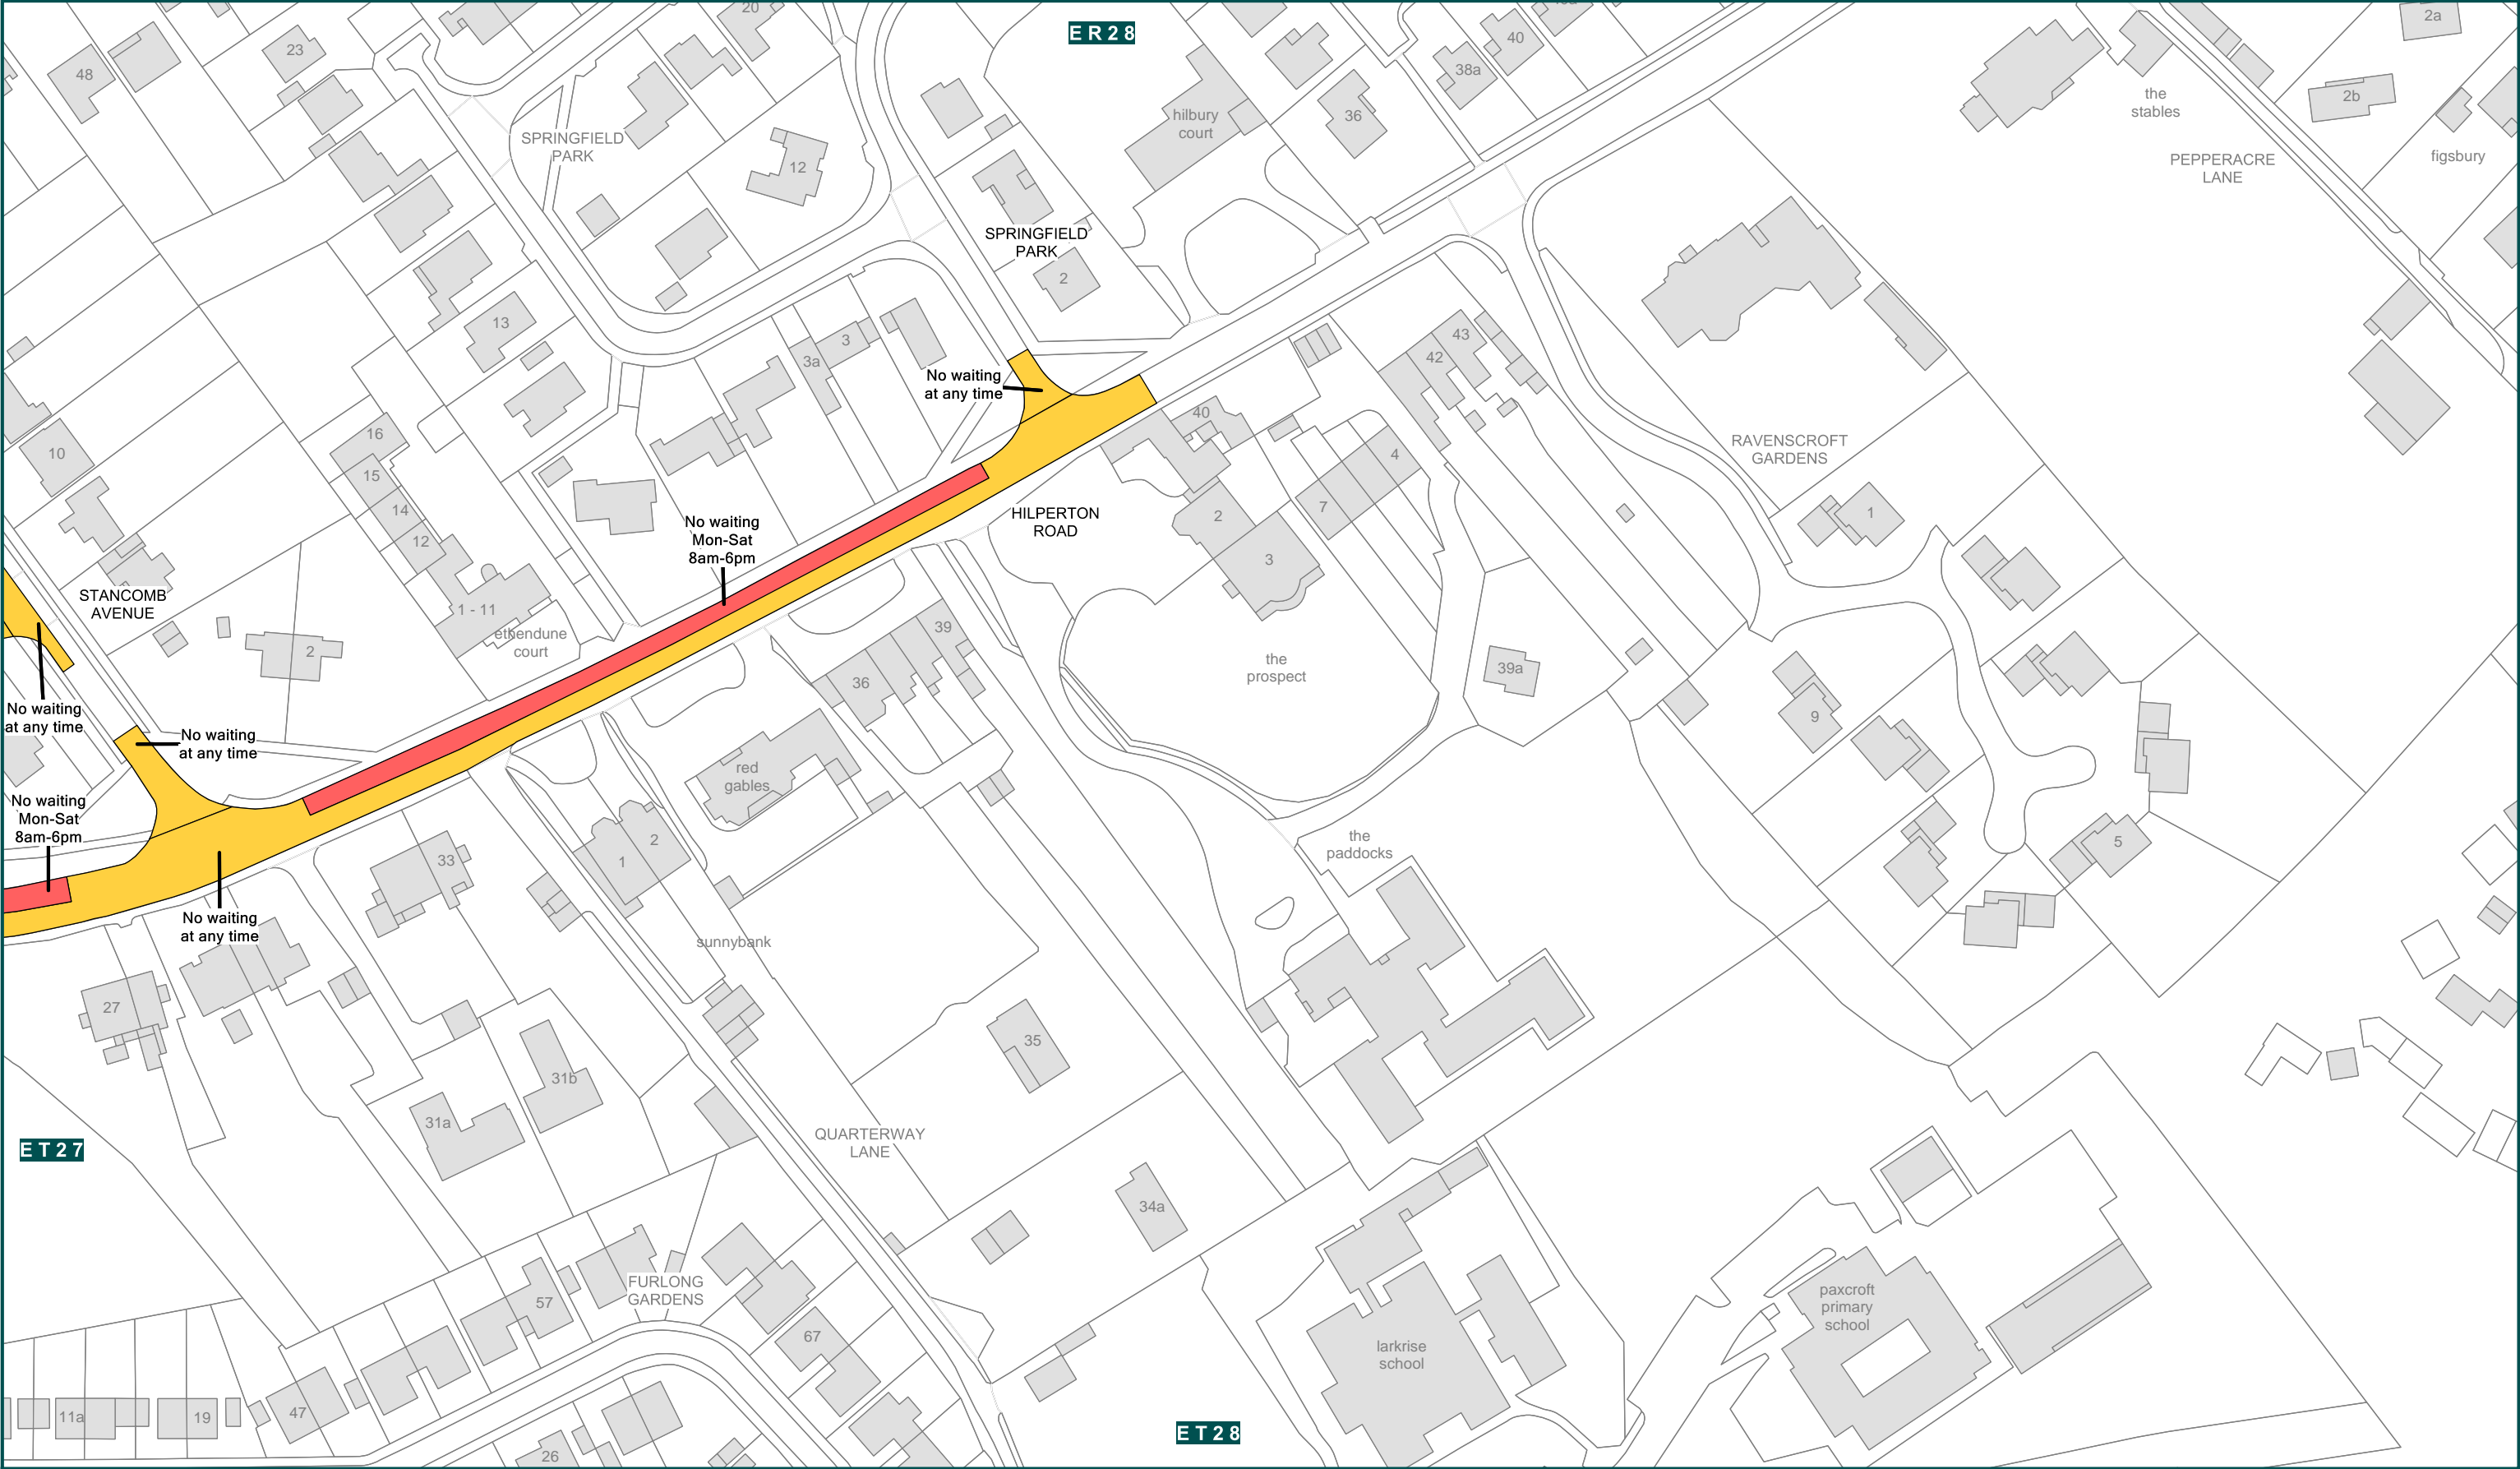 ER28
20
23
48
40
38a
36
hilbury
court
2a
2b
the
stables
figsbury
PEPPERACRE
LANE
SPRINGFIELD
PARK
12
SPRINGFIELD
PARK
2
13
3
3a
43
42
No waiting
at any time
40
4
7
2
3
RAVENSCROFT
GARDENS
1
16
15
14
12
10
HILPERTON
ROAD
No waiting
Mon-Sat
8am-6pm
STANCOMB
AVENUE
1 - 11
ethendune
court
2
39
36
the
prospect
39a
9
No waiting
at any time
No waiting
at any time
red
gables
No waiting
Mon-Sat
8am-6pm
2
1
33
the
paddocks
5
No waiting
at any time
sunnybank
27
35
31b
31a
QUARTERWAY
LANE
ET27
34a
FURLONG
GARDENS
57
67
paxcroft
primary
school
larkrise
school
11a
19
47
26
ET28